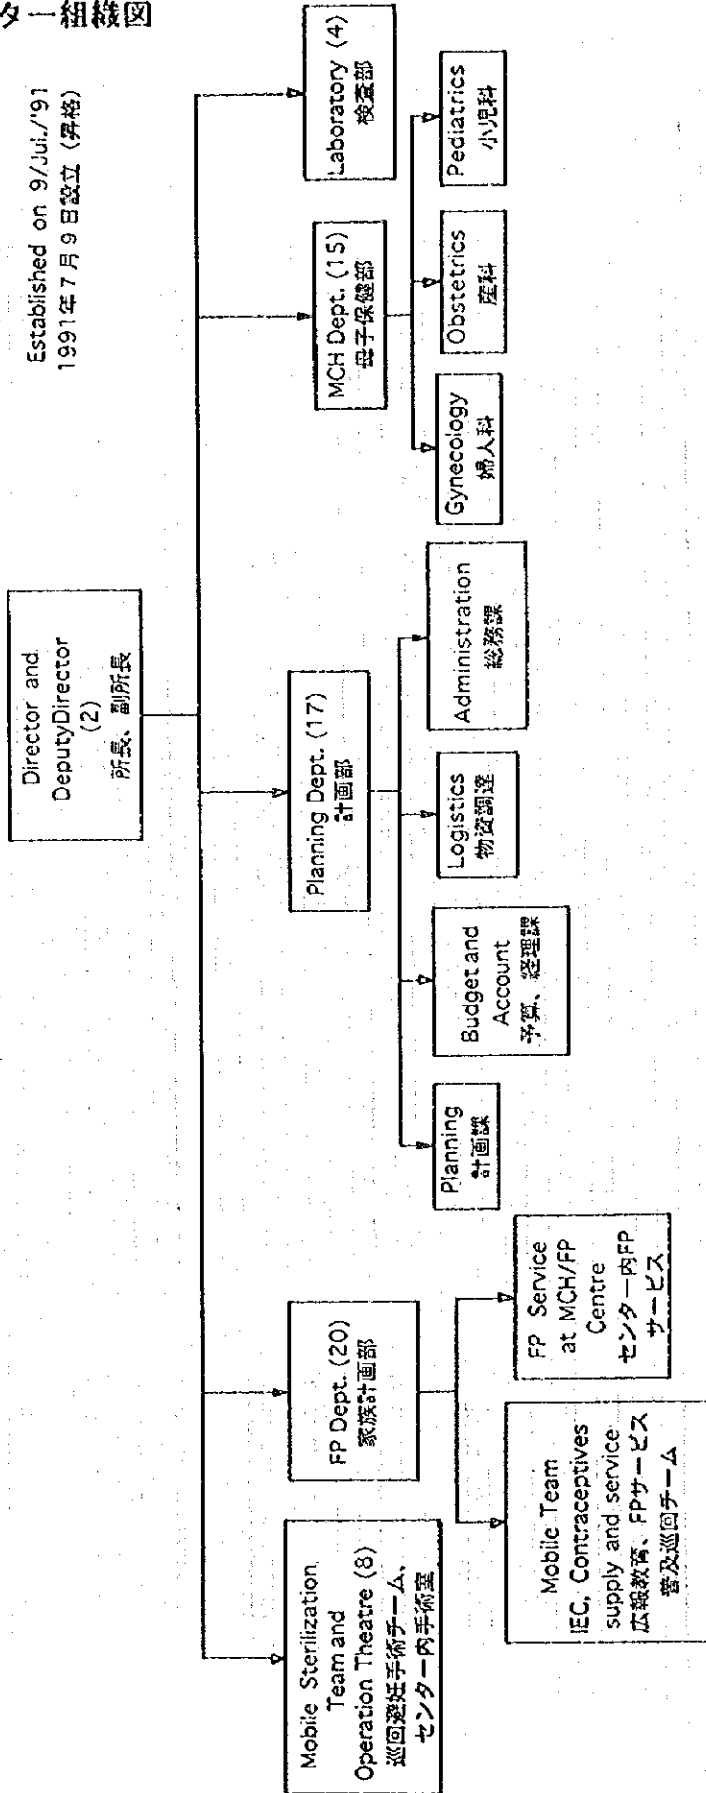 ター組織図
Established on 9/Jul./'91
1991年7月9日設立 (昇格)
Director and
DeputyDirector
(2)
所長、副所長
Mobile Sterilization
Team and
Operation Theatre (8)
巡回避妊手術チーム、
センター内手術室
FP Dept. (20)
家族計画部
Planning Dept. (17)
計画部
MCH Dept. (15)
母子保健部
Laboratory (4)
検査部
Mobile Team
IEC, Contraceptives
supply and service
広報教育、FPサービス
普及巡回チーム
FP Service
at MCH/FP
Centre
センター内FP
サービス
Planning
計画課
Budget and
Account
予算、経理課
Logistics
物資調達
Administration
総務課
Gynecology
婦人科
Obstetrics
産科
Pediatrics
小児科